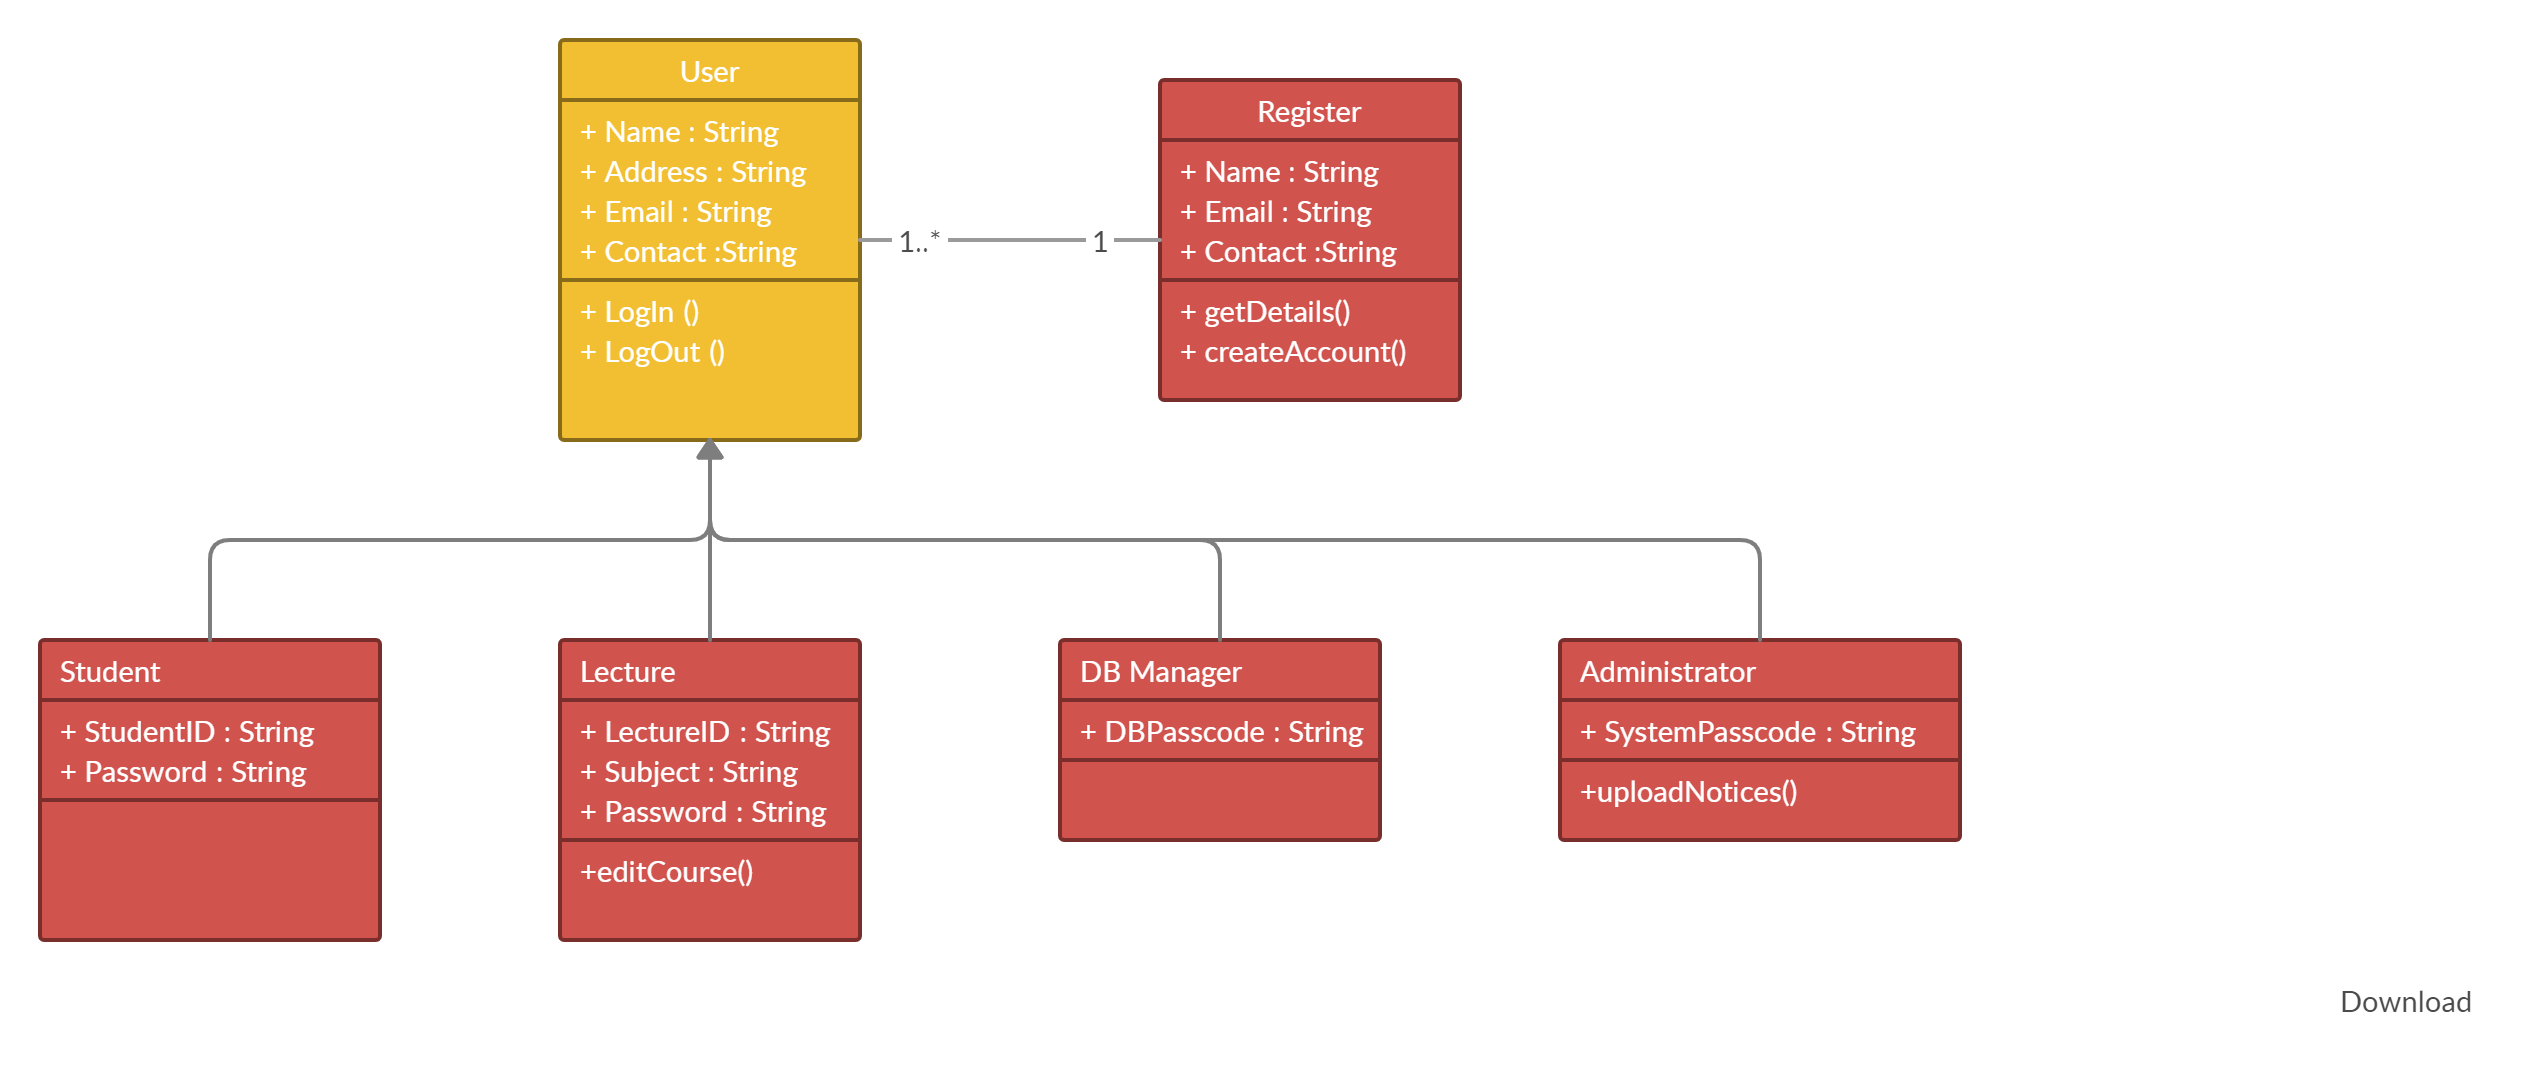 User
+ Name : String
+ Address : String
+ Email : String
+ Contact :String
+ LogIn ()
+ LogOut ()
1..*
1
Register
+ Name : String
+ Email : String
+ Contact :String
+ getDetails()
+ createAccount()
Student
+ StudentID : String
+ Password : String
Lecture
+ LectureID : String
+ Subject : String
+ Password : String
+editCourse()
DB Manager
+ DBPasscode : String
Administrator
+ SystemPasscode : String
+uploadNotices()
Download